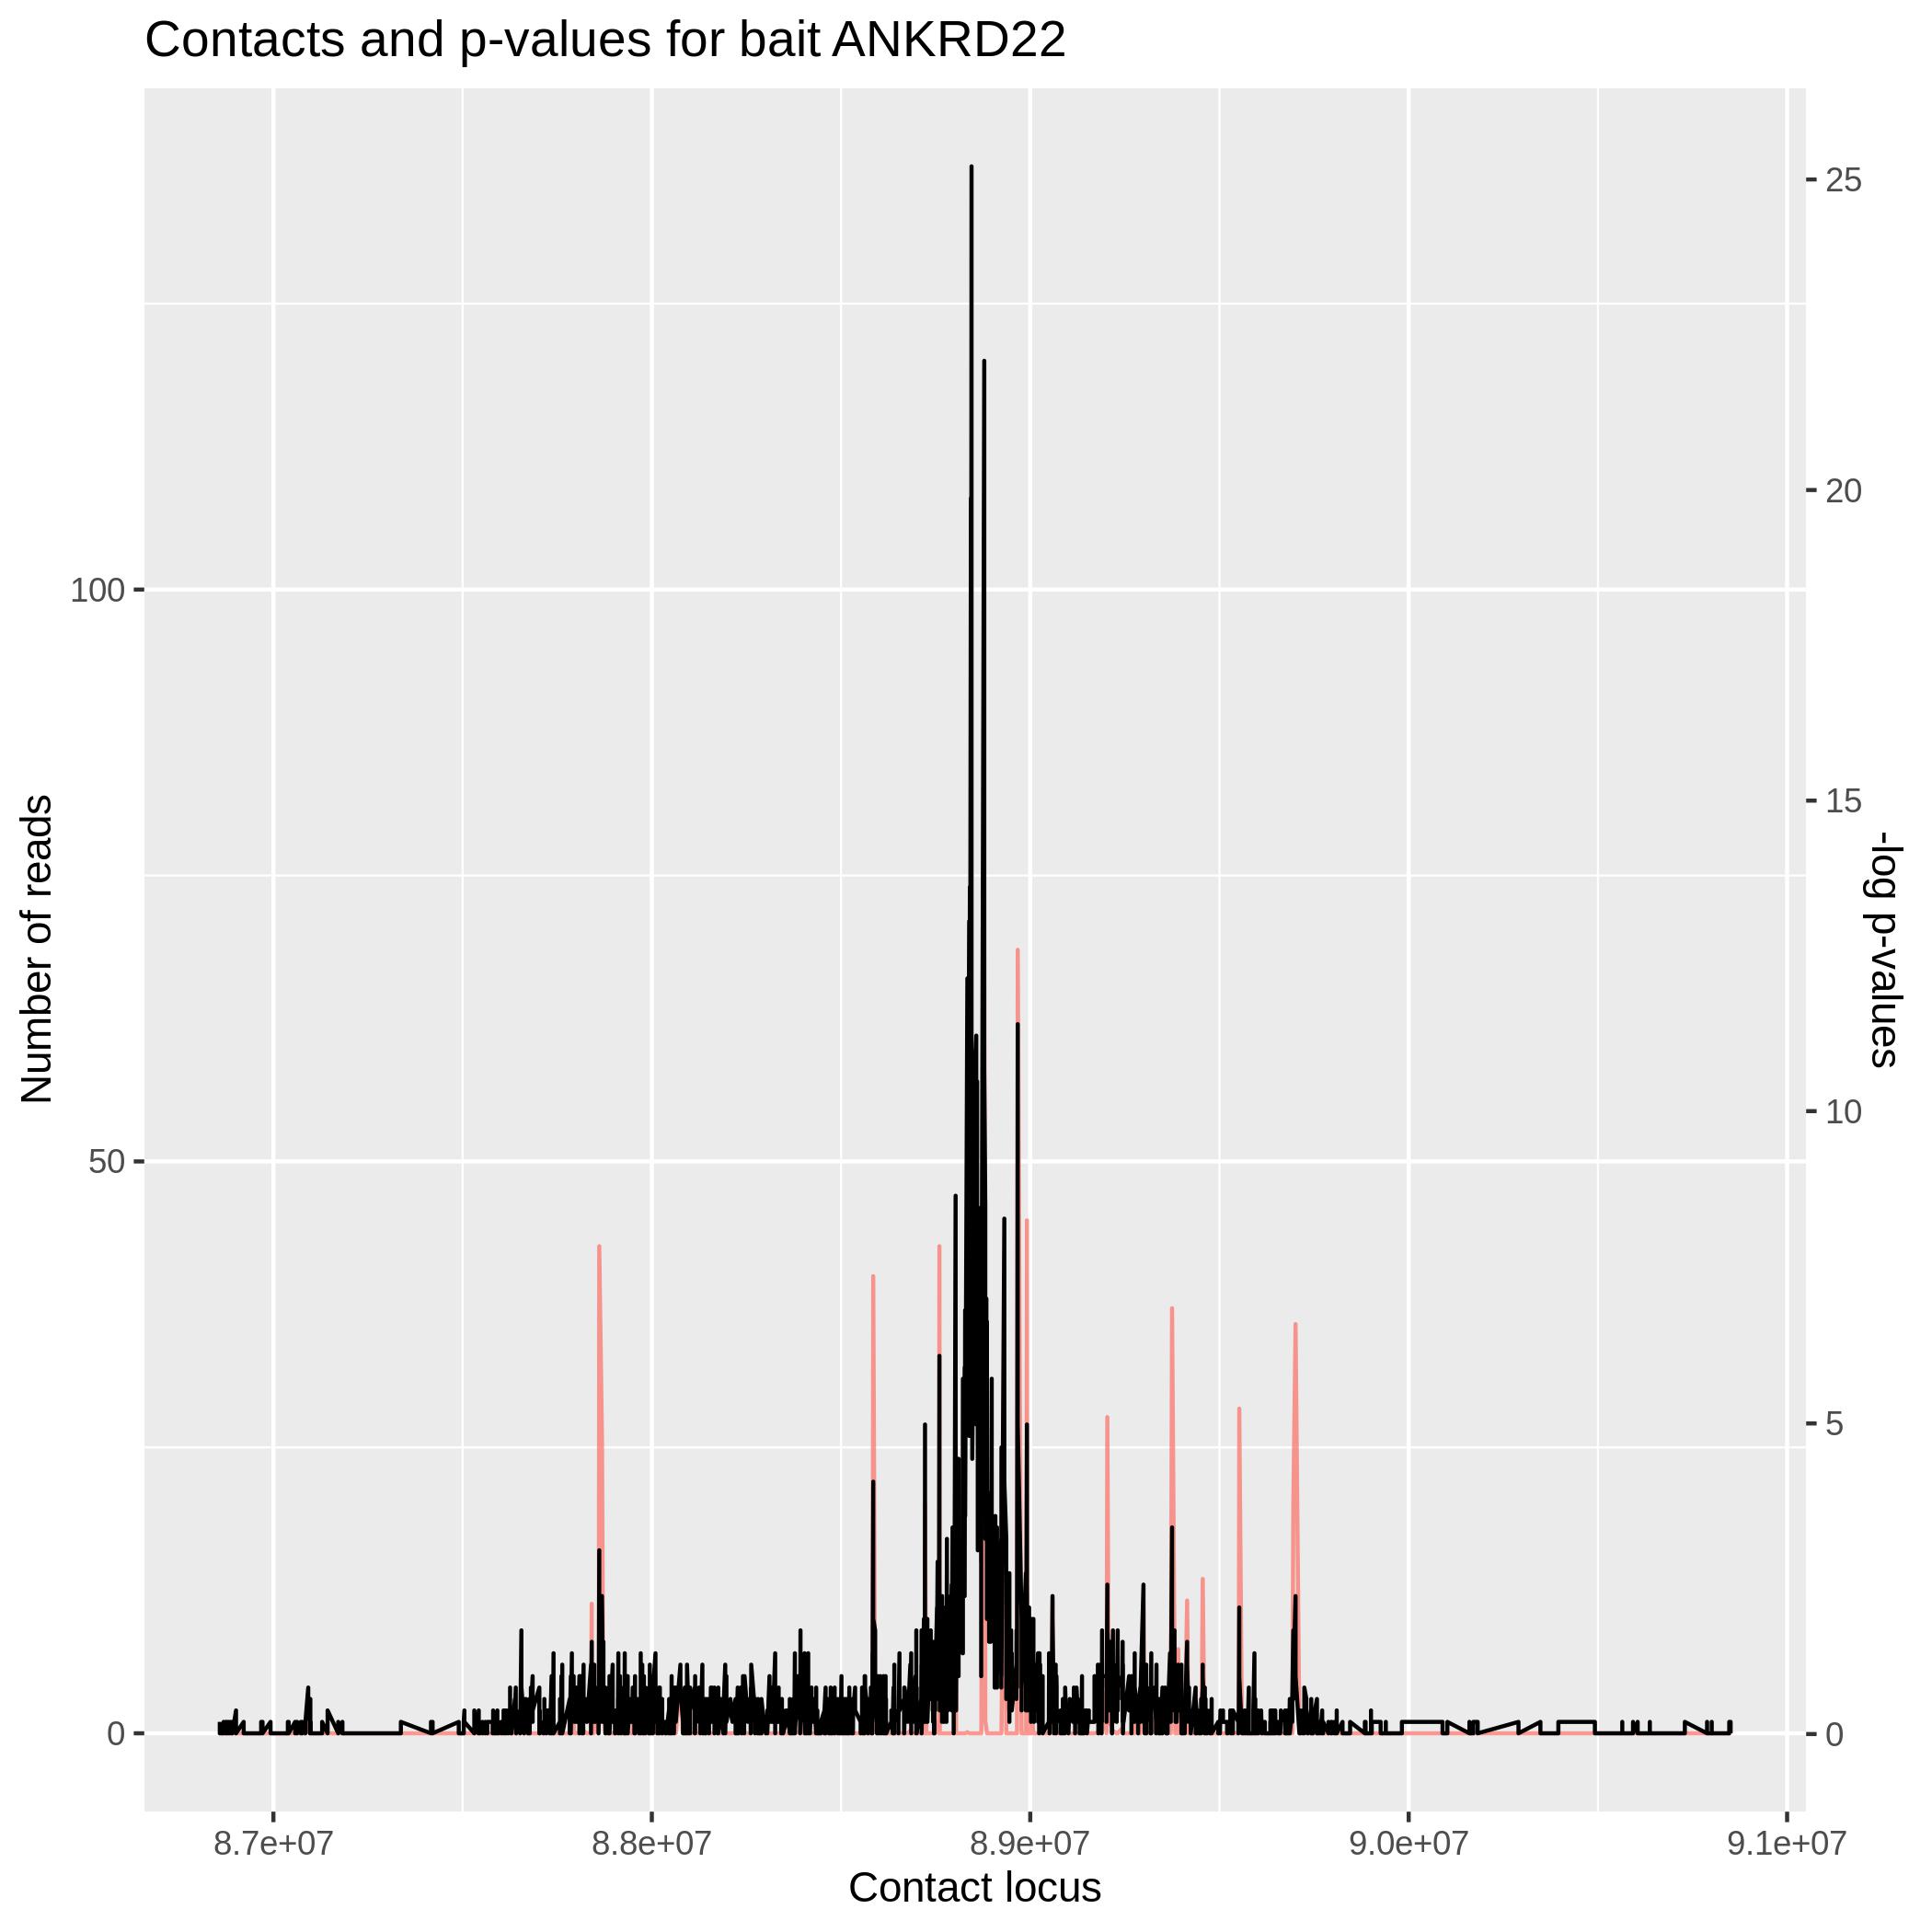 Contacts and p-values for bait ANKRD22
Number of reads
100
50
0
25
20
15
10
5
0
-log p-values
8.7e+07
8.8e+07
8.9e+07
9.0e+07
9.1e+07
Contact locus